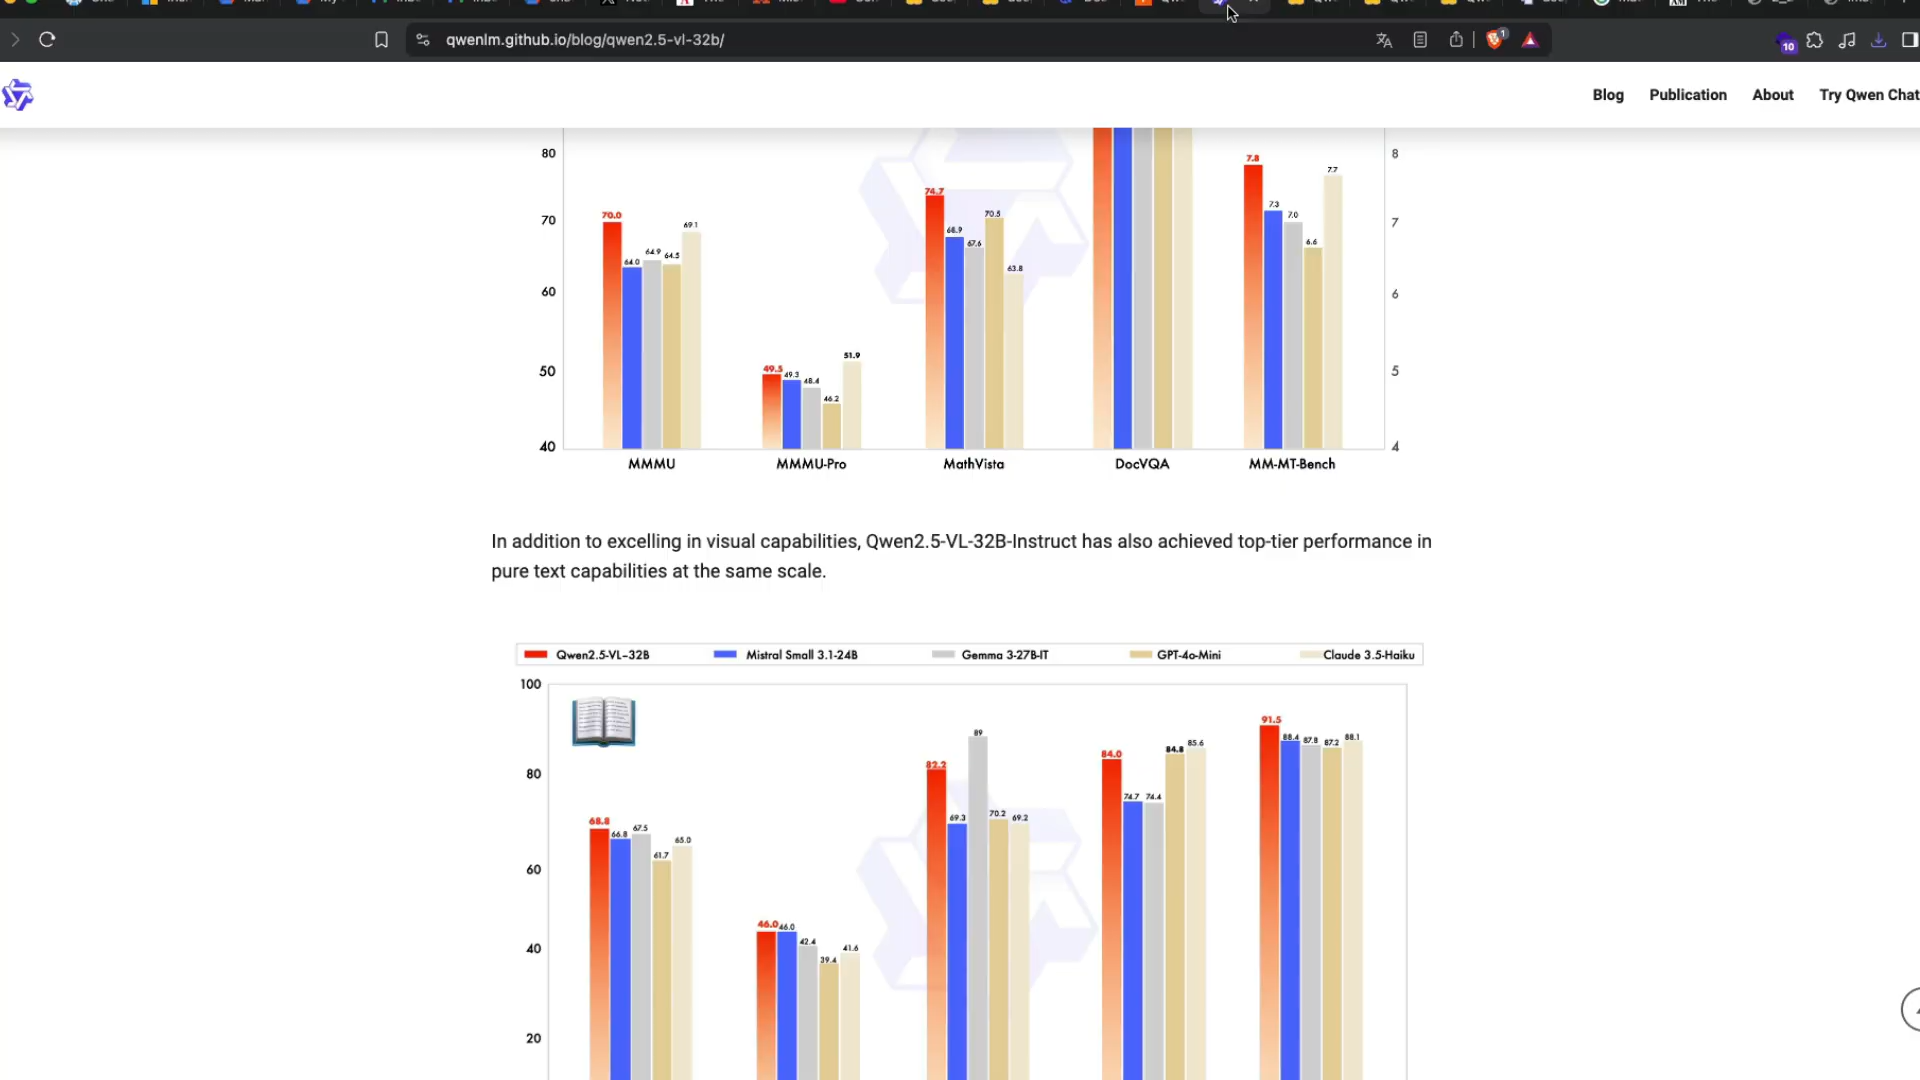 qwenlm.github.io/blog/qwen2.5-vl-32b/
1
10
Blog Publication About Try Qwen Chat
80 8
70 7
60 6
50 5
40 4
70.0 64.0 64.9 64.5 69.1
49.5 49.3 48.4 46.2 51.9
74.7 68.9 67.6 70.5 63.8
7.8 7.3 7.0 6.6 7.7
MMMU MMMU-Pro MathVista DocVQA MM-MT-Bench
In addition to excelling in visual capabilities, Qwen2.5-VL-32B-Instruct has also achieved top-tier performance in
pure text capabilities at the same scale.
Qwen2.5-VL-32B Mistral Small 3.1-24B Gemma 3-27B-IT GPT-4o-Mini Claude 3.5-Haiku
100
80
60
40
20
68.8 66.8 67.5 61.7 65.0
46.0 46.0 42.4 39.4 41.6
82.2 69.3 89 70.2 69.2
84.0 74.7 74.4 84.8 85.6
91.5 88.4 87.8 87.2 88.1